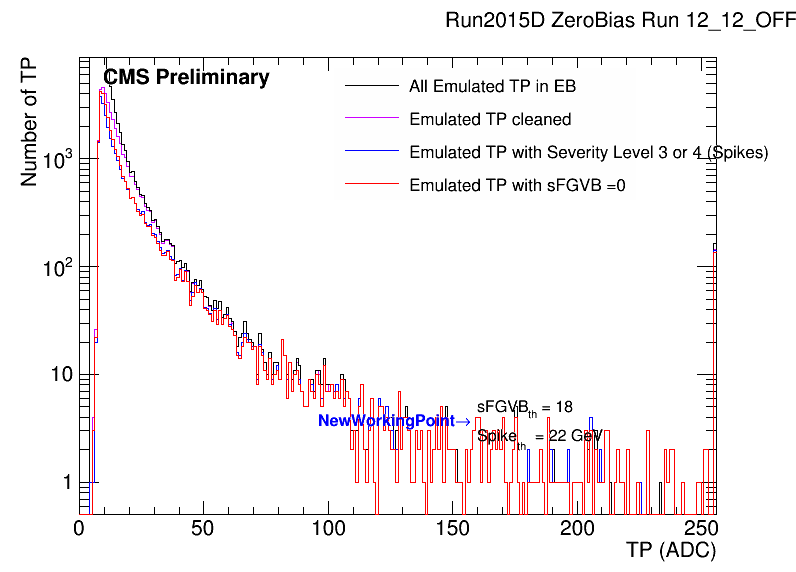 Run2015D ZeroBias Run 12_12_OFF
CMS Preliminary
All Emulated TP in EB
Emulated TP cleaned
Emulated TP with Severity Level 3 or 4 (Spikes)
Emulated TP with sFGVB =0
Number of TP
10³
10²
10
1
NewWorkingPoint→
sFGVB_th = 18
Spike_th = 22 GeV
0 50 100 150 200 250
TP (ADC)